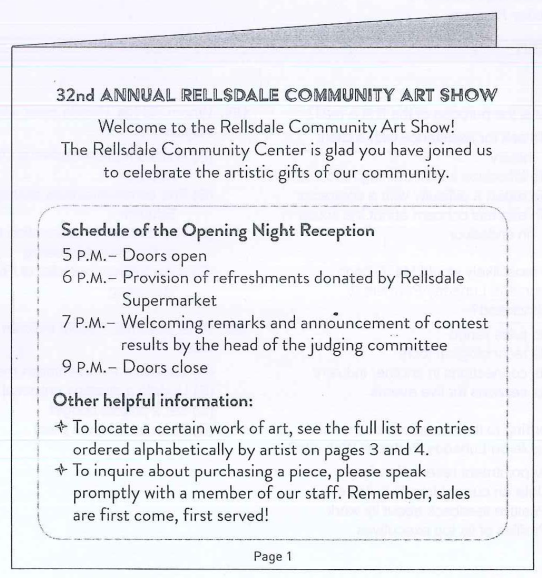 32nd ANNUAL RELLSDALE COMMUNITY ART SHOW
Welcome to the Rellsdale Community Art Show!
The Rellsdale Community Center is glad you have joined us
to celebrate the artistic gifts of our community.
Schedule of the Opening Night Reception
5 P.M.– Doors open
6 P.M.– Provision of refreshments donated by Rellsdale
Supermarket
7 P.M.– Welcoming remarks and announcement of contest
results by the head of the judging committee
9 P.M.– Doors close
Other helpful information:
✧ To locate a certain work of art, see the full list of entries
ordered alphabetically by artist on pages 3 and 4.
✧ To inquire about purchasing a piece, please speak
promptly with a member of our staff. Remember, sales
are first come, first served!
Page 1